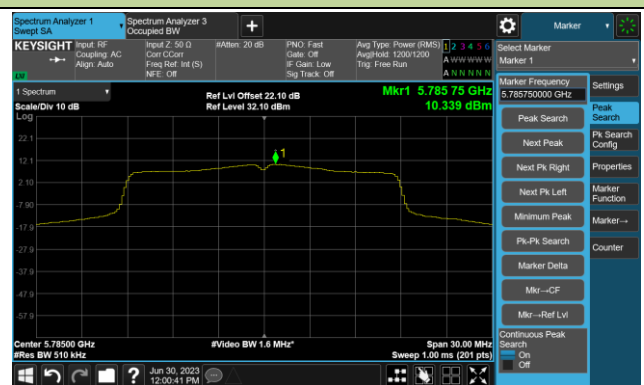 Spectrum Analyzer 1
Swept SA
Spectrum Analyzer 3
Occupied BW
+
Marker
KEYSIGHT
Input: RF
Coupling: AC
Align: Auto
Input Z: 50 Ω
Corr CCorr
Freq Ref: Int (S)
NFE: Off
#Atten: 20 dB
PNO: Fast
Gate: Off
IF Gain: Low
Sig Track: Off
Avg Type: Power (RMS)
Avg|Hold: 1200/1200
Trig: Free Run
1 2 3 4 5 6
A W W W W W
A N N N N N
LV
Select Marker
Marker 1
1 Spectrum
Scale/Div 10 dB
Log
Ref Lvl Offset 22.10 dB
Ref Level 32.10 dBm
Mkr1 5.785 75 GHz
10.339 dBm
22.1
12.1
2.10
-7.90
-17.9
-27.9
-37.9
-47.9
-57.9
1
Center 5.78500 GHz
#Res BW 510 kHz
#Video BW 1.6 MHz*
Span 30.00 MHz
Sweep 1.00 ms (201 pts)
Marker Frequency
5.785750000 GHz
Peak Search
Next Peak
Next Pk Right
Next Pk Left
Minimum Peak
Pk-Pk Search
Marker Delta
Mkr→CF
Mkr→Ref Lvl
Continuous Peak
Search
On
Off
Settings
Peak
Search
Pk Search
Config
Properties
Marker
Function
Marker→
Counter
?
Jun 30, 2023
12:00:41 PM